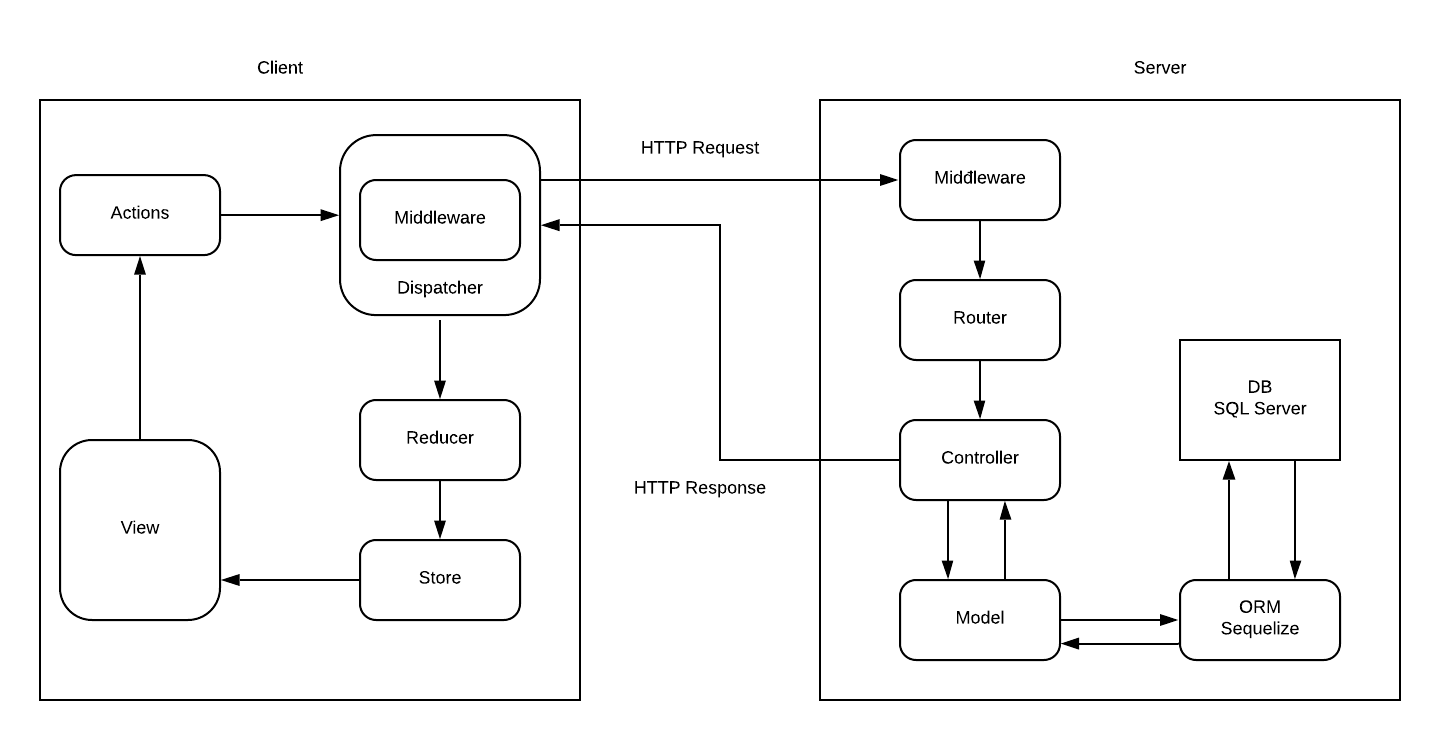 Client
Server
HTTP Request
Actions
Middleware
Dispatcher
Middleware
Router
Reducer
Controller
DB
SQL Server
HTTP Response
View
Store
Model
ORM
Sequelize